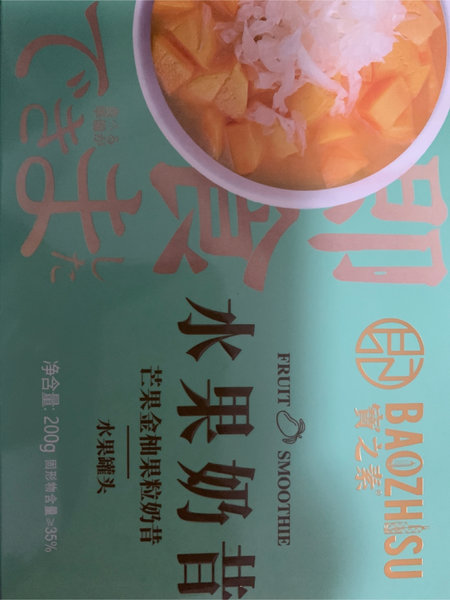 BAOZHISU
寳之素
即食
できました
FRUIT SMOOTHIE
水果奶昔
芒果金柚果粒奶昔
水果罐头
净含量: 200g 固形物含量≥35%